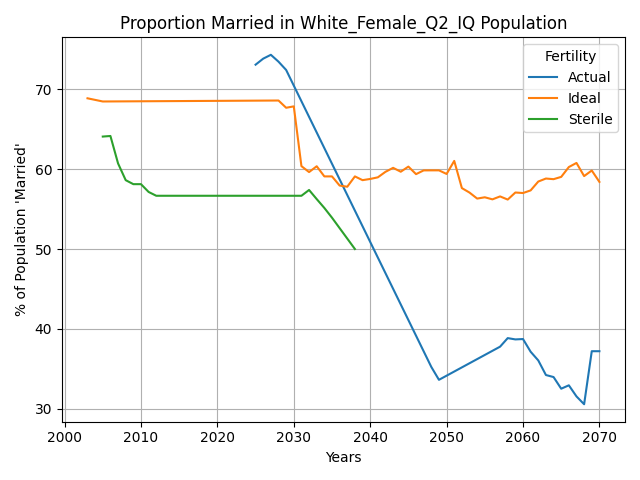 Proportion Married in White_Female_Q2_IQ Population
% of Population 'Married'
70
60
50
40
30
2000
2010
2020
2030
2040
2050
2060
2070
Years
Fertility
Actual
Ideal
Sterile